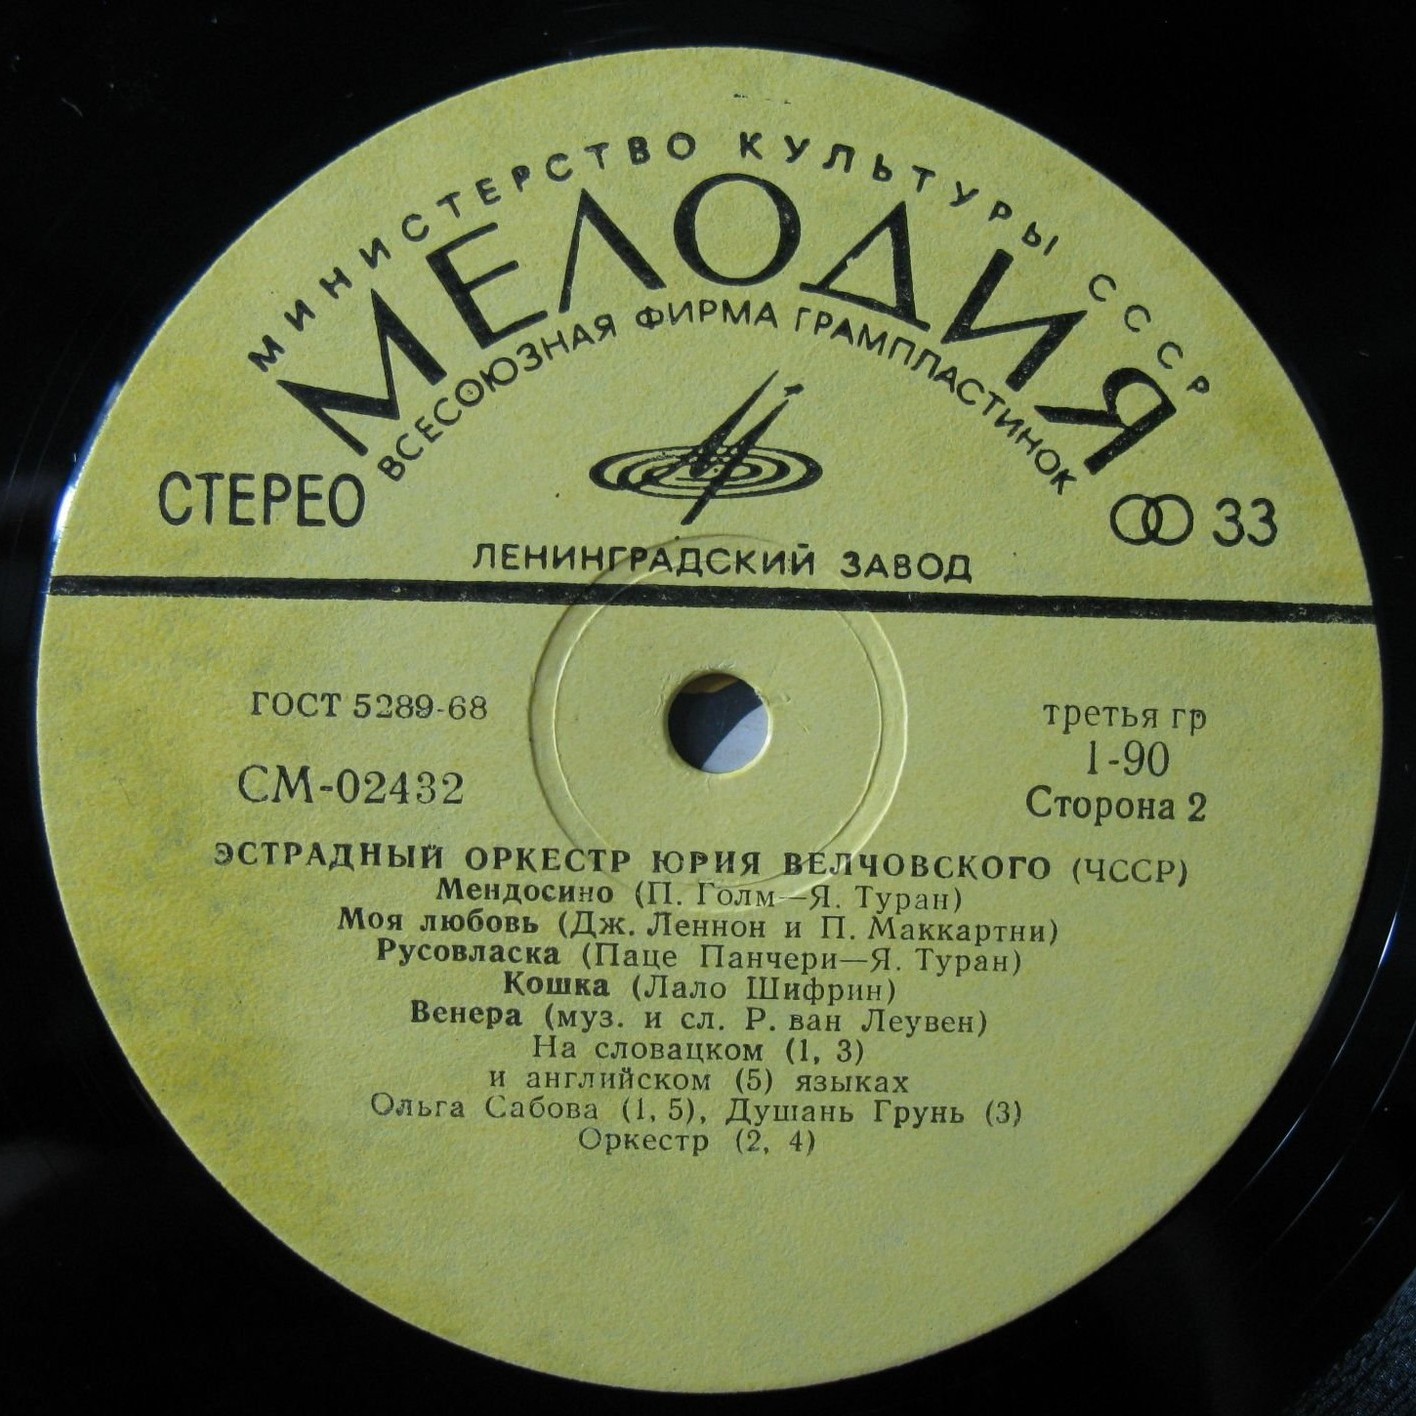 МИНИСТЕРСТВО КУЛЬТУРЫ СССР
МЕЛОДИЯ
ВСЕСОЮЗНАЯ ФИРМА ГРАМПЛАСТИНОК
СТЕРЕО
33
ЛЕНИНГРАДСКИЙ ЗАВОД
ГОСТ 5289-68
третья гр
1-90
СМ-02432
Сторона 2
ЭСТРАДНЫЙ ОРКЕСТР ЮРИЯ ВЕЛЧОВСКОГО (ЧССР)
Мендосино (П. Голм—Я. Туран)
Моя любовь (Дж. Леннон и П. Маккартни)
Русовласка (Паце Панчери—Я. Туран)
Кошка (Лало Шифрин)
Венера (муз. и сл. Р. ван Леувен)
На словацком (1, 3)
и английском (5) языках
Ольга Сабова (1, 5), Душань Грунь (3)
Оркестр (2, 4)